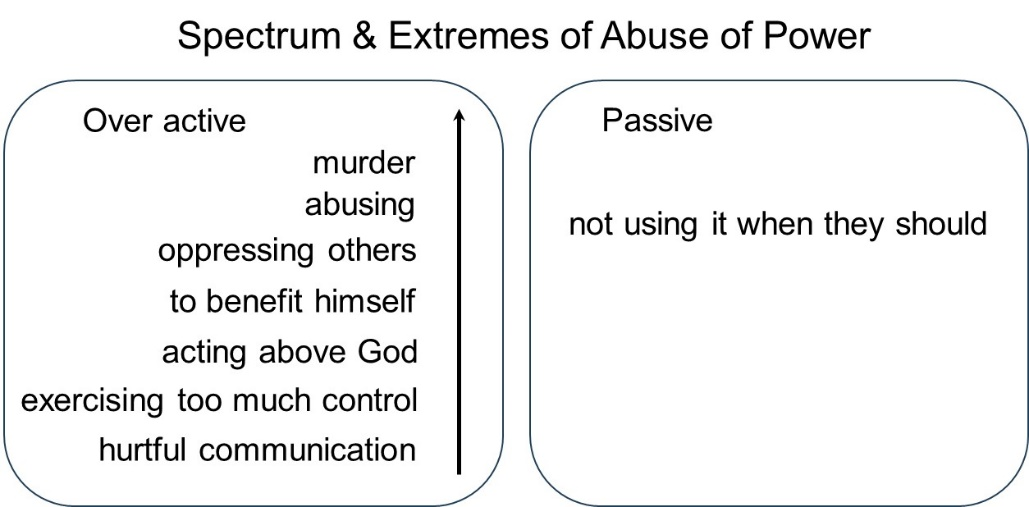 Spectrum & Extremes of Abuse of Power
Over active
murder
abusing
oppressing others
to benefit himself
acting above God
exercising too much control
hurtful communication
Passive
not using it when they should